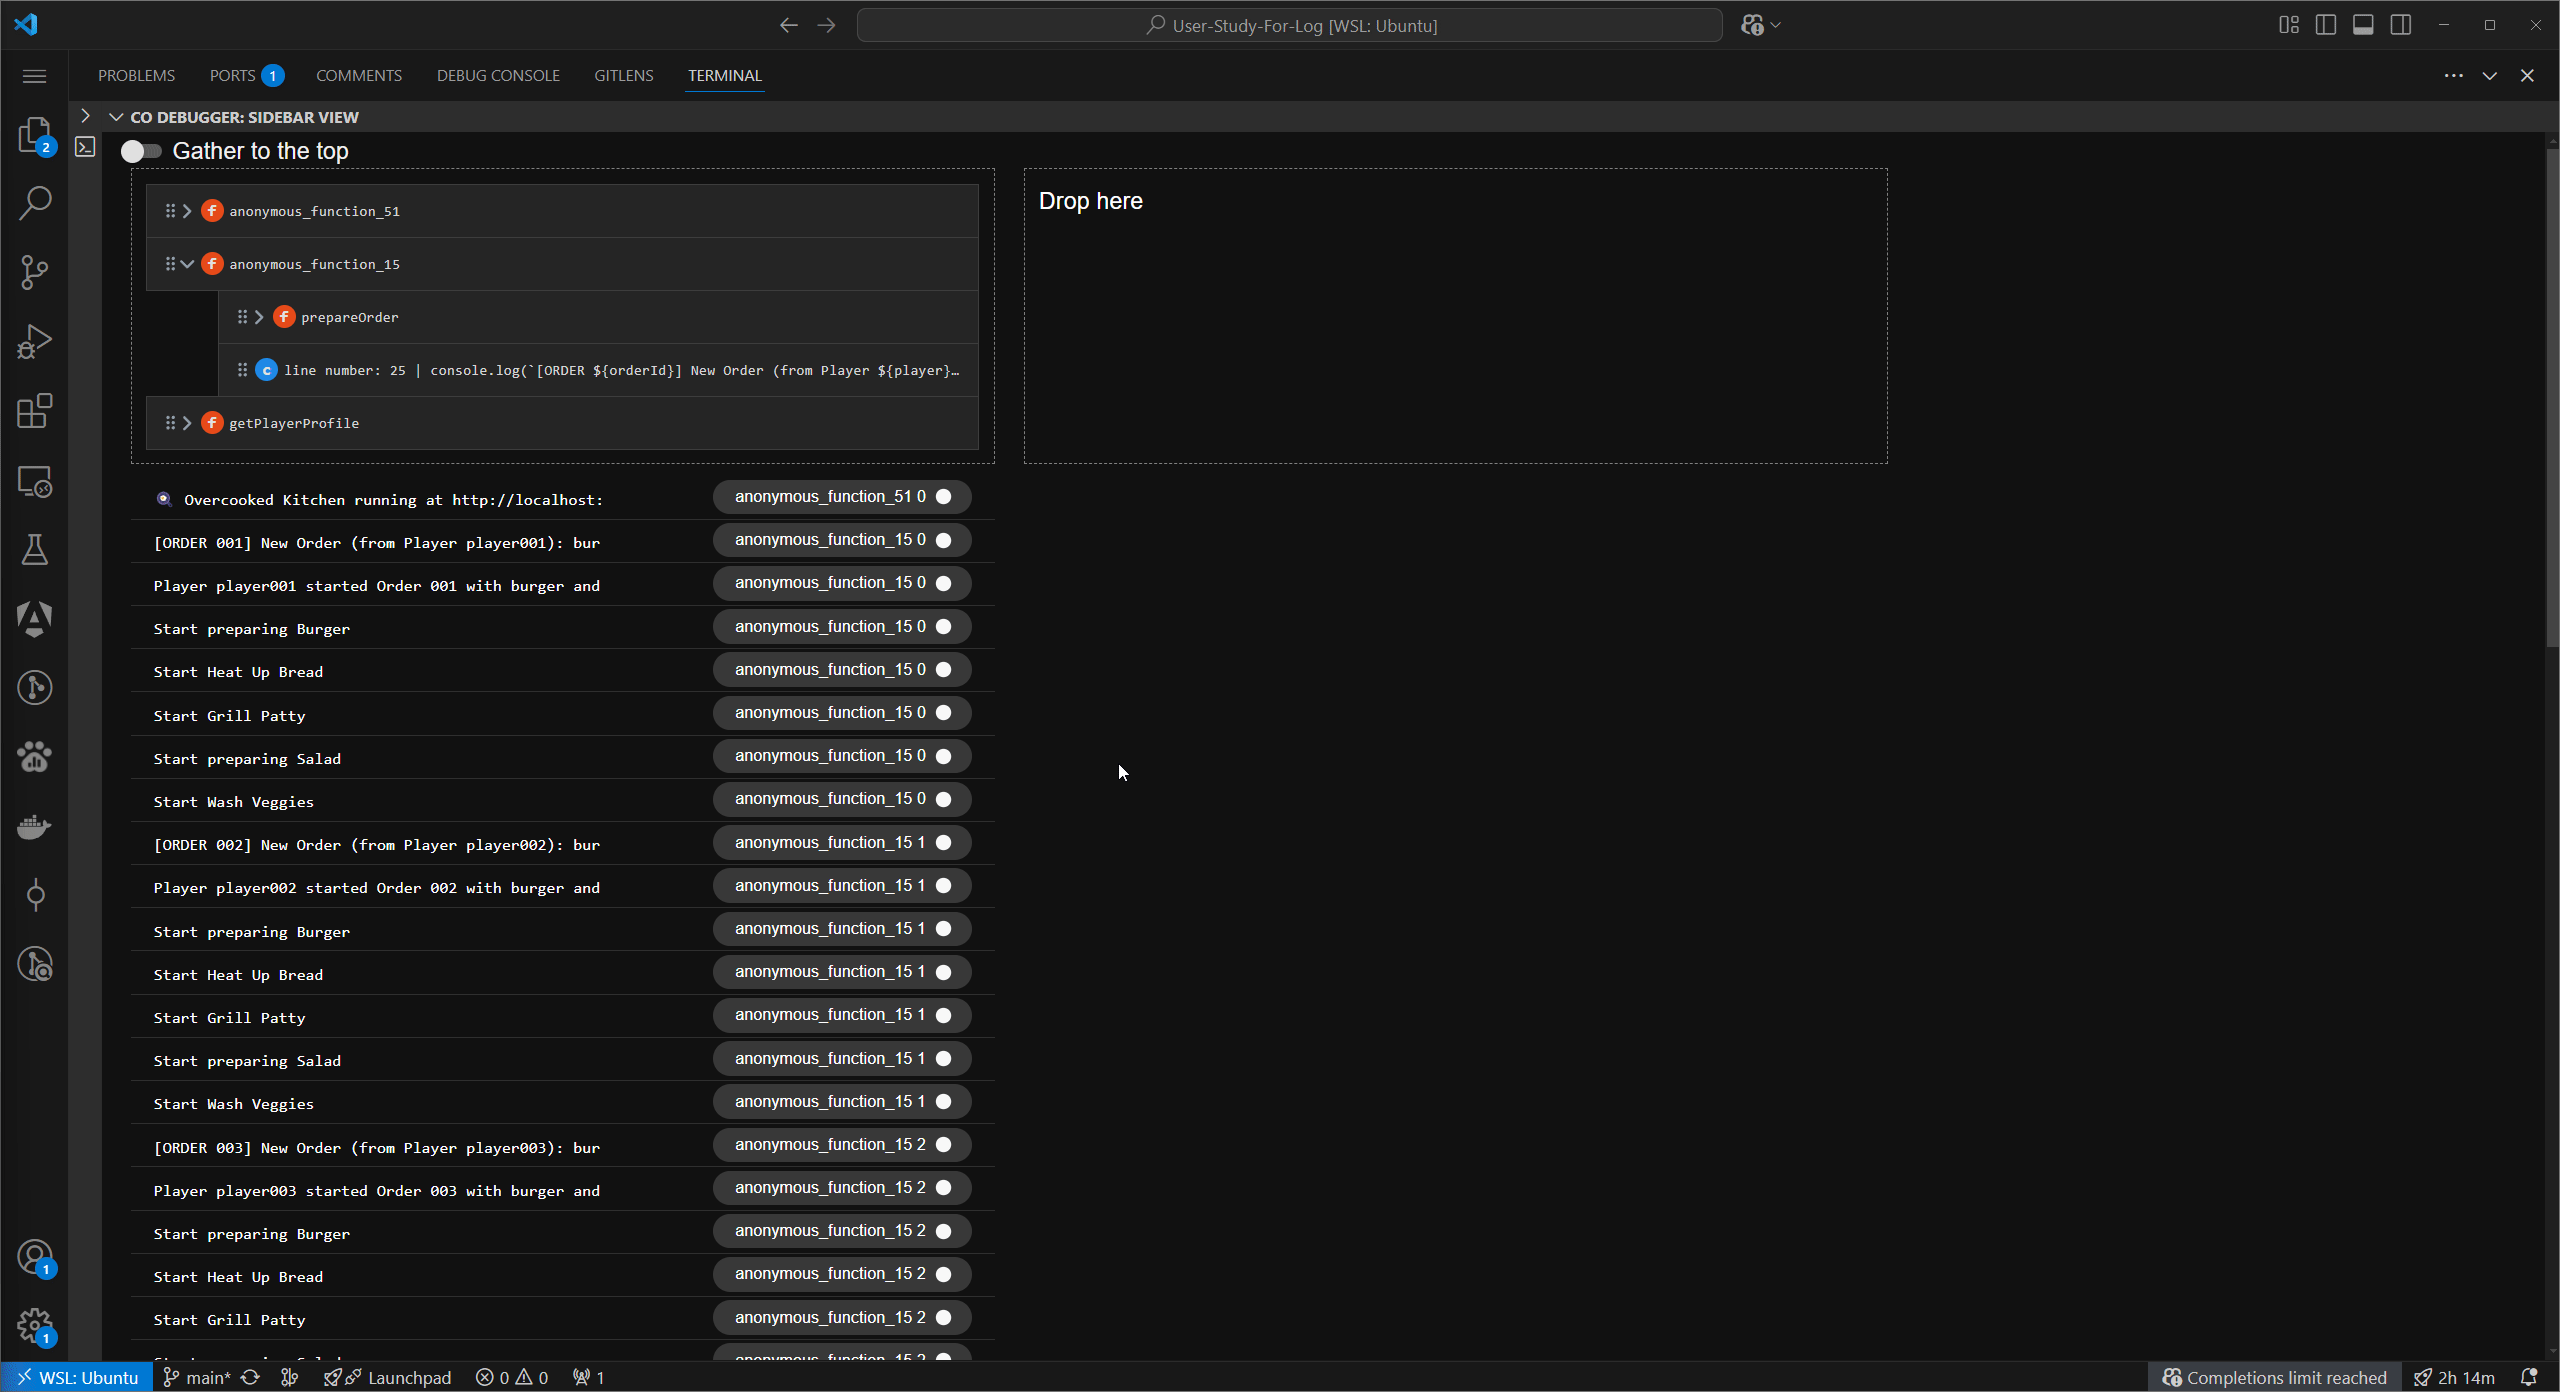 User-Study-For-Log [WSL: Ubuntu]
PROBLEMS PORTS 1 COMMENTS DEBUG CONSOLE GITLENS TERMINAL
CO DEBUGGER: SIDEBAR VIEW
2
Gather to the top
f anonymous_function_51
f anonymous_function_15
f prepareOrder
c line number: 25 | console.log(`[ORDER ${orderId}] New Order (from Player ${player}…
f getPlayerProfile
Drop here
Overcooked Kitchen running at http://localhost: anonymous_function_51 0
[ORDER 001] New Order (from Player player001): bur anonymous_function_15 0
Player player001 started Order 001 with burger and anonymous_function_15 0
Start preparing Burger anonymous_function_15 0
Start Heat Up Bread anonymous_function_15 0
Start Grill Patty anonymous_function_15 0
Start preparing Salad anonymous_function_15 0
Start Wash Veggies anonymous_function_15 0
[ORDER 002] New Order (from Player player002): bur anonymous_function_15 1
Player player002 started Order 002 with burger and anonymous_function_15 1
Start preparing Burger anonymous_function_15 1
Start Heat Up Bread anonymous_function_15 1
Start Grill Patty anonymous_function_15 1
Start preparing Salad anonymous_function_15 1
Start Wash Veggies anonymous_function_15 1
[ORDER 003] New Order (from Player player003): bur anonymous_function_15 2
Player player003 started Order 003 with burger and anonymous_function_15 2
Start preparing Burger anonymous_function_15 2
Start Heat Up Bread anonymous_function_15 2
Start Grill Patty anonymous_function_15 2
1
1
WSL: Ubuntu main* Launchpad 0 0 1 Completions limit reached 2h 14m